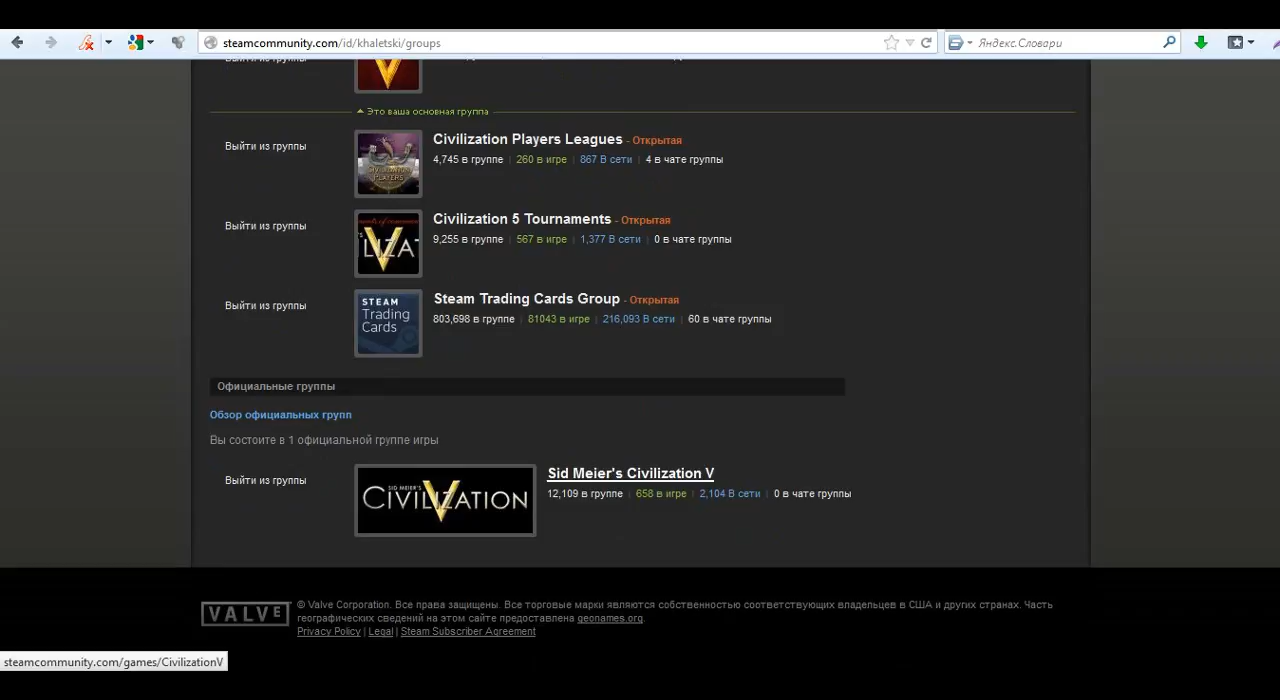 steamcommunity.com/id/khaletski/groups
Яндекс.Словари
Выйти из группы
Это ваша основная группа
Выйти из группы
Civilization Players Leagues - Открытая
4,745 в группе | 260 в игре | 867 В сети | 4 в чате группы
CIVILIZATION
PLAYERS
Выйти из группы
Civilization 5 Tournaments - Открытая
9,255 в группе | 567 в игре | 1,377 В сети | 0 в чате группы
Выйти из группы
STEAM
Trading
Cards
Steam Trading Cards Group - Открытая
803,698 в группе | 81043 в игре | 216,093 В сети | 60 в чате группы
Официальные группы
Обзор официальных групп
Вы состоите в 1 официальной группе игры
Выйти из группы
SID MEIER'S
CIVILIZATION
Sid Meier's Civilization V
12,109 в группе | 658 в игре | 2,104 В сети | 0 в чате группы
VALVE
© Valve Corporation. Все права защищены. Все торговые марки являются собственностью соответствующих владельцев в США и других странах. Часть
географических сведений на этом сайте предоставлена geonames.org.
Privacy Policy | Legal | Steam Subscriber Agreement
steamcommunity.com/games/CivilizationV